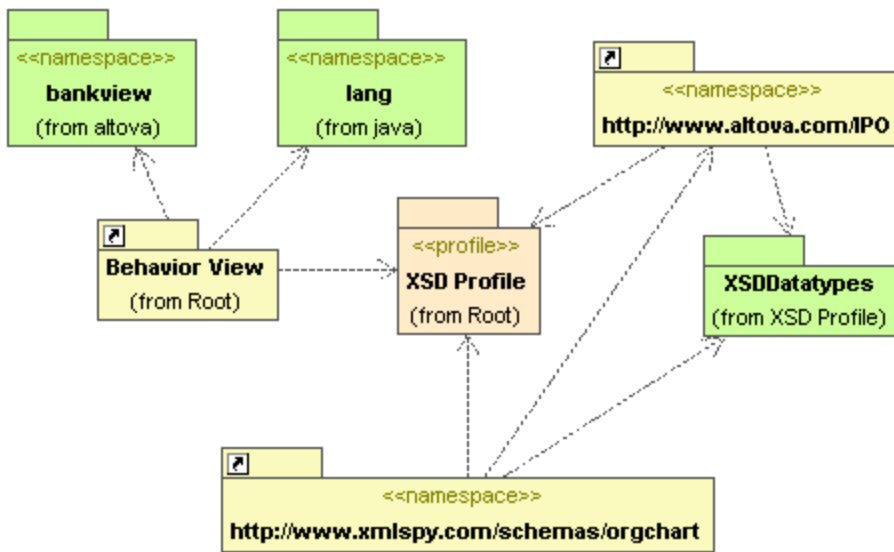 <<namespace>>
bankview
(from altova)
<<namespace>>
lang
(from java)
<<namespace>>
http://www.altova.com/IPO
Behavior View
(from Root)
<<profile>>
XSD Profile
(from Root)
XSDDatatypes
(from XSD Profile)
<<namespace>>
http://www.xmlspy.com/schemas/orgchart